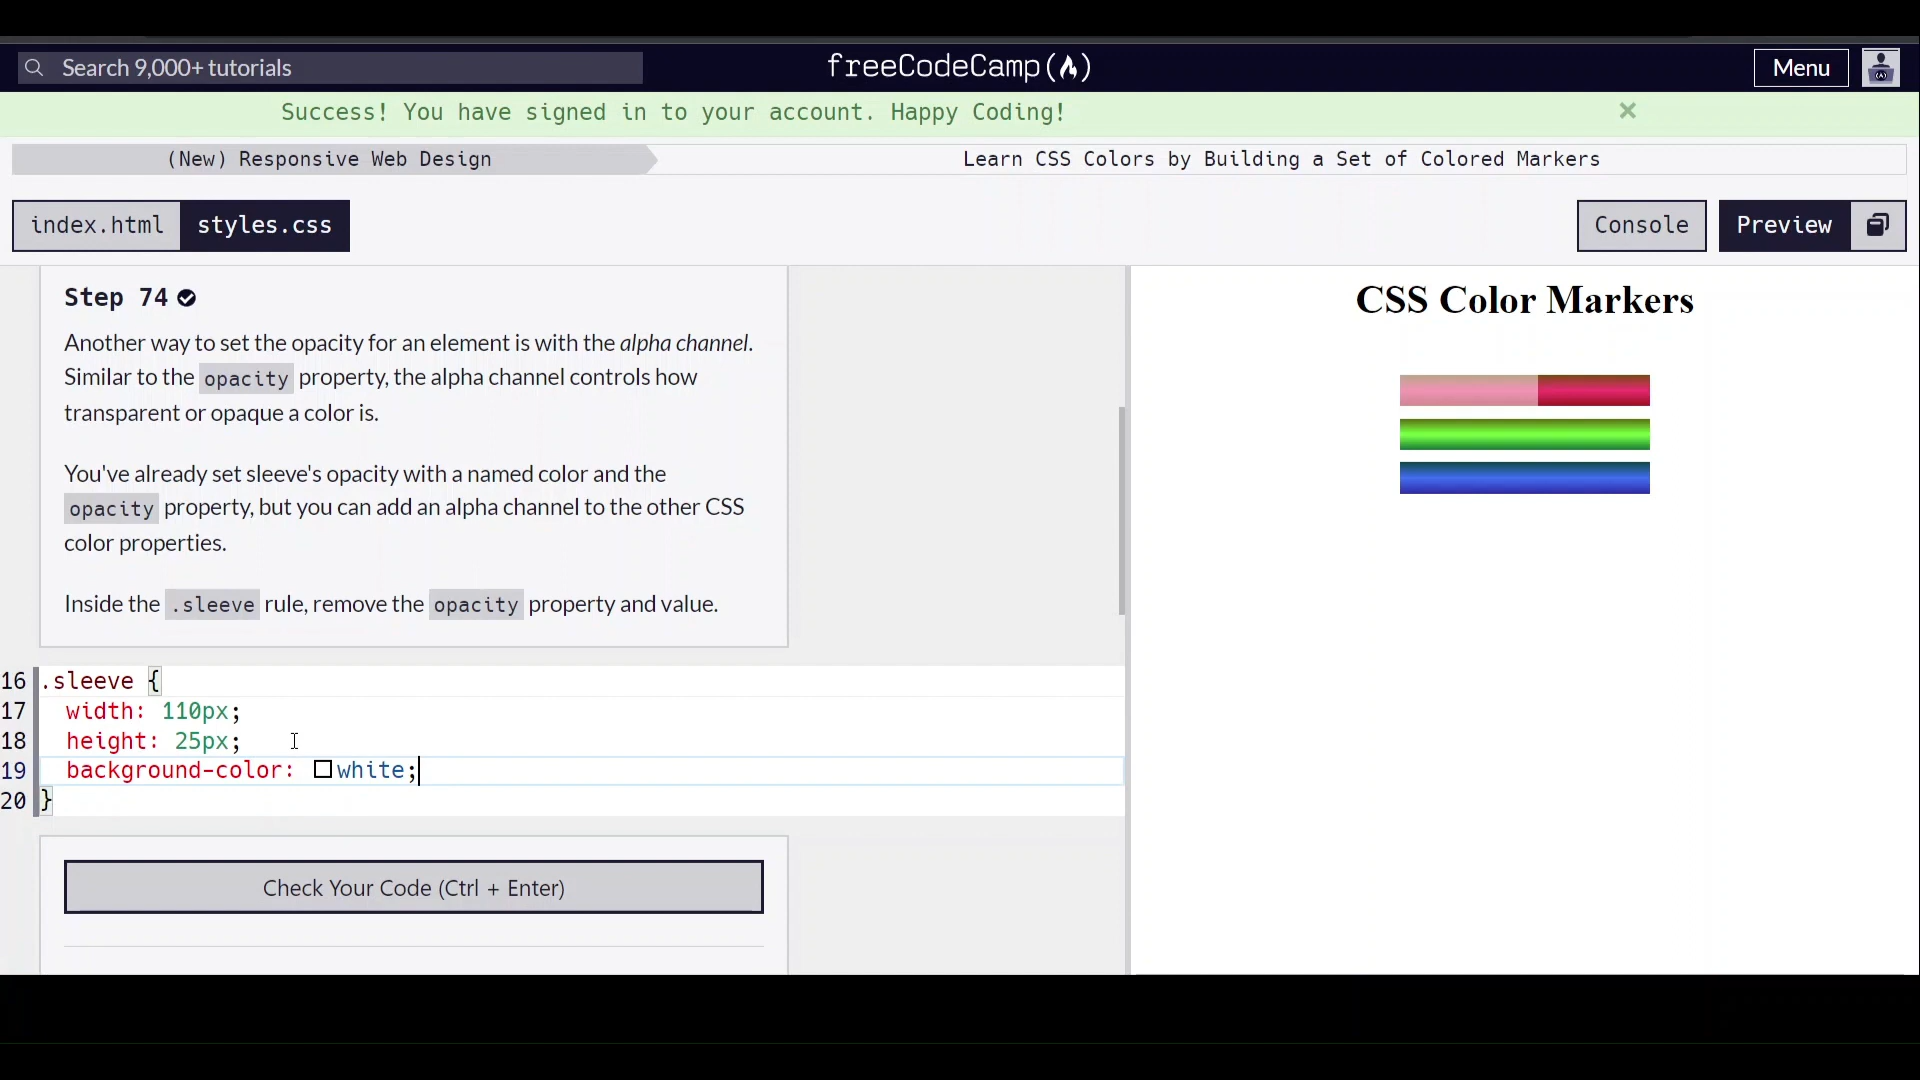 Search 9,000+ tutorials
freeCodeCamp
Menu
Success! You have signed in to your account. Happy Coding!
(New) Responsive Web Design
Learn CSS Colors by Building a Set of Colored Markers
index.html
styles.css
Console
Preview
Step 74
Another way to set the opacity for an element is with the alpha channel.
Similar to the opacity property, the alpha channel controls how
transparent or opaque a color is.
You've already set sleeve's opacity with a named color and the
opacity property, but you can add an alpha channel to the other CSS
color properties.
Inside the .sleeve rule, remove the opacity property and value.
16 .sleeve {
17 width: 110px;
18 height: 25px;
19 background-color: white;
20 }
Check Your Code (Ctrl + Enter)
CSS Color Markers